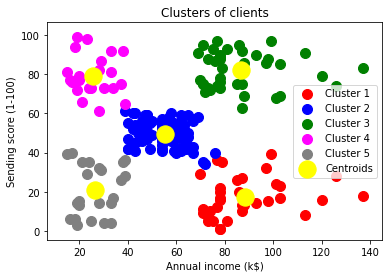 Clusters of clients
Sending score (1-100)
100
80
60
40
20
0
Cluster 1
Cluster 2
Cluster 3
Cluster 4
Cluster 5
Centroids
20 40 60 80 100 120 140
Annual income (k$)